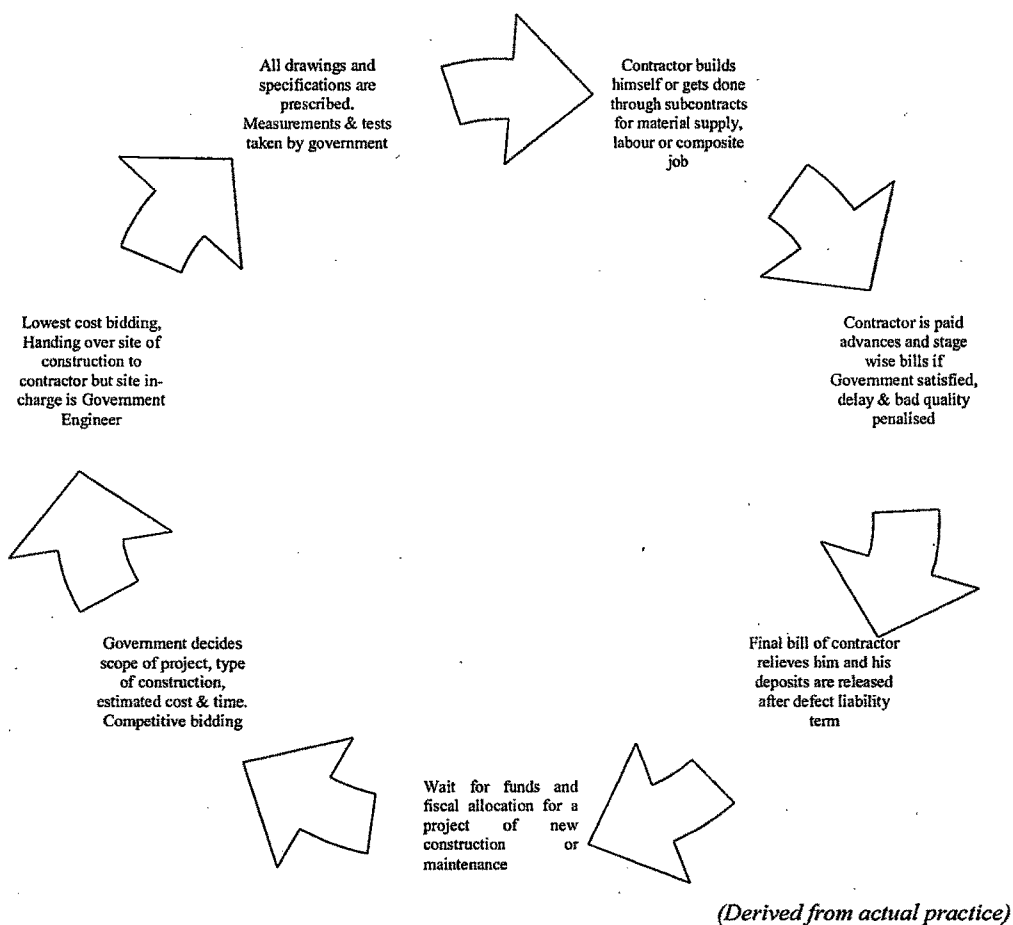 All drawings and
specifications are
prescribed.
Measurements & tests
taken by government
Contractor builds
himself or gets done
through subcontracts
for material supply,
labour or composite
job
Contractor is paid
advances and stage
wise bills if
Government satisfied,
delay & bad quality
penalised
Final bill of contractor
relieves him and his
deposits are released
after defect liability
term
Wait for funds and
fiscal allocation for a
project of new
construction or
maintenance
Government decides
scope of project, type
of construction,
estimated cost & time.
Competitive bidding
Lowest cost bidding,
Handing over site of
construction to
contractor but site in-
charge is Government
Engineer
(Derived from actual practice)